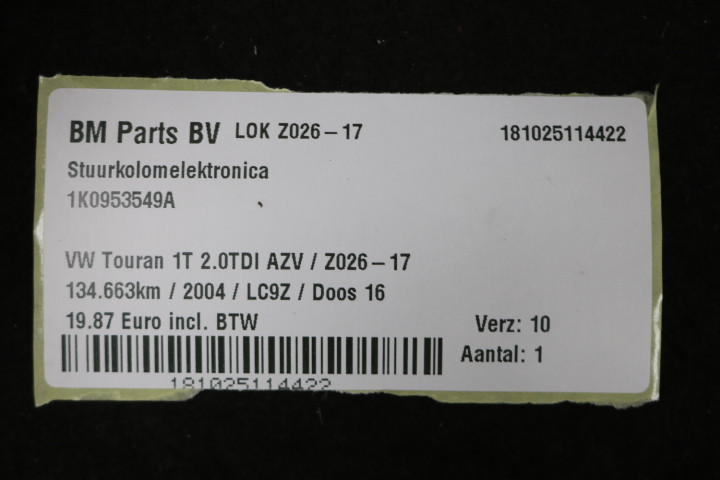 BM Parts BV LOK Z026-17 181025114422
Stuurkolomelektronica
1K0953549A
VW Touran 1T 2.0TDI AZV / Z026-17
134.663km / 2004 / LC9Z / Doos 16
19.87 Euro incl. BTW Verz: 10
Aantal: 1
181025114422